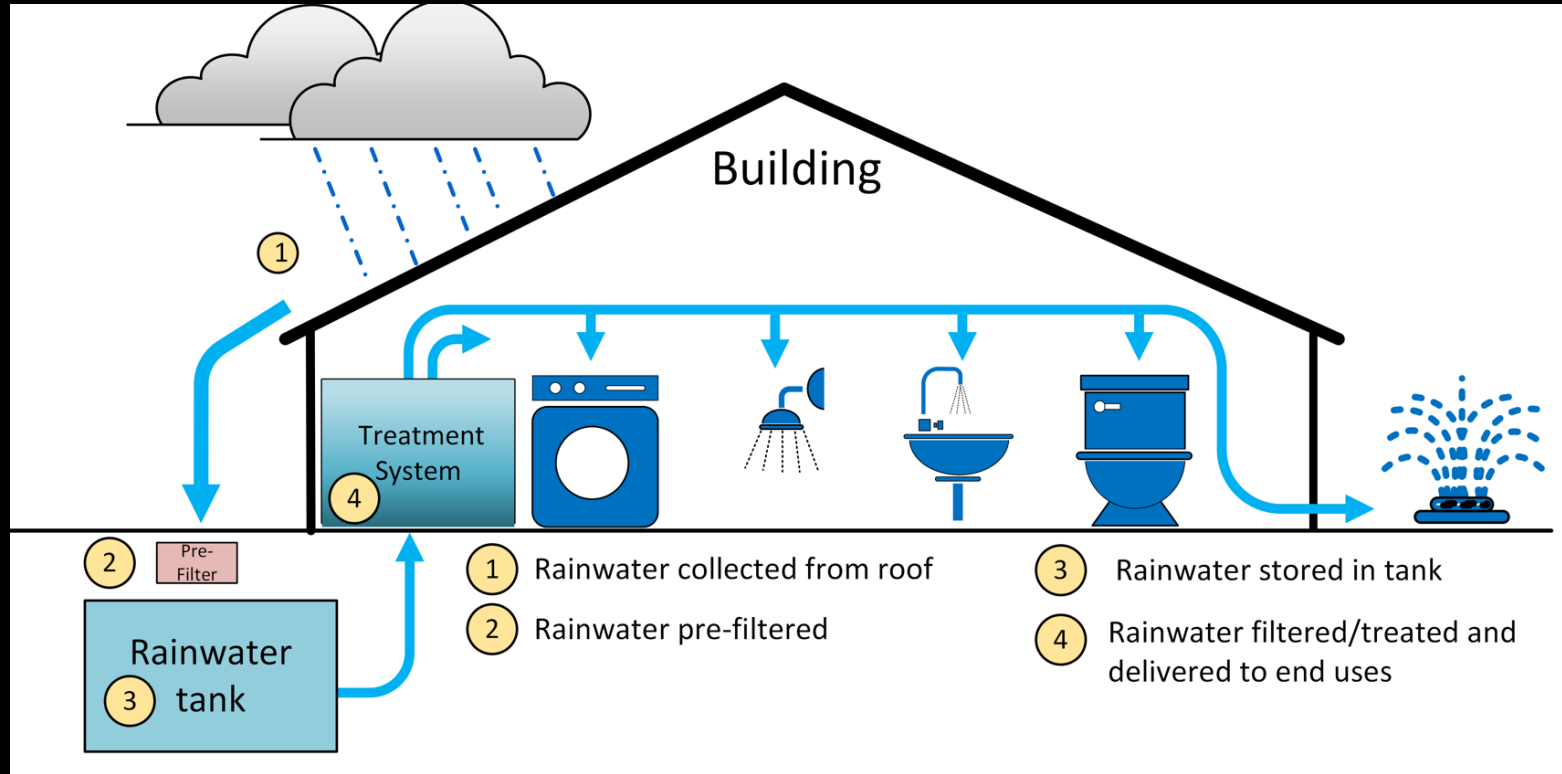 Building
1
Treatment
System
4
2
Pre-
Filter
Rainwater
3 tank
1 Rainwater collected from roof
2 Rainwater pre-filtered
3 Rainwater stored in tank
4 Rainwater filtered/treated and
delivered to end uses